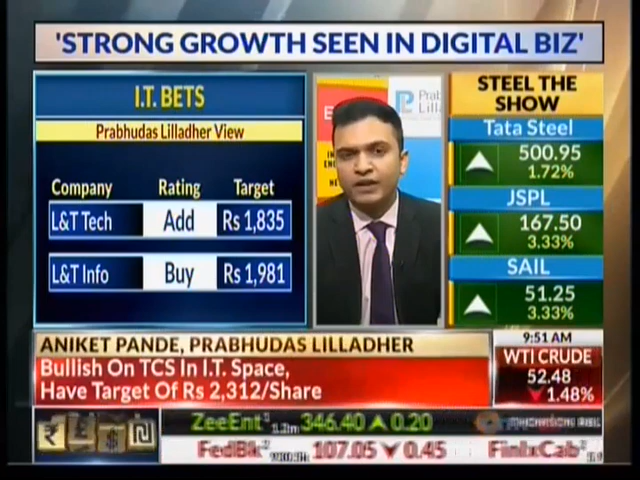 'STRONG GROWTH SEEN IN DIGITAL BIZ'
I.T. BETS
Prabhudas Lilladher View
Company Rating Target
L&T Tech Add Rs 1,835
L&T Info Buy Rs 1,981
STEEL THE
SHOW
Tata Steel
500.95
1.72%
JSPL
167.50
3.33%
SAIL
51.25
3.33%
ANIKET PANDE, PRABHUDAS LILLADHER
Bullish On TCS In I.T. Space,
Have Target Of Rs 2,312/Share
9:51 AM
WTI CRUDE
52.48
1.48%
ZeeEnt 1.2m 346.40 0.20
FedBk 107.05 0.45 FinlxCab